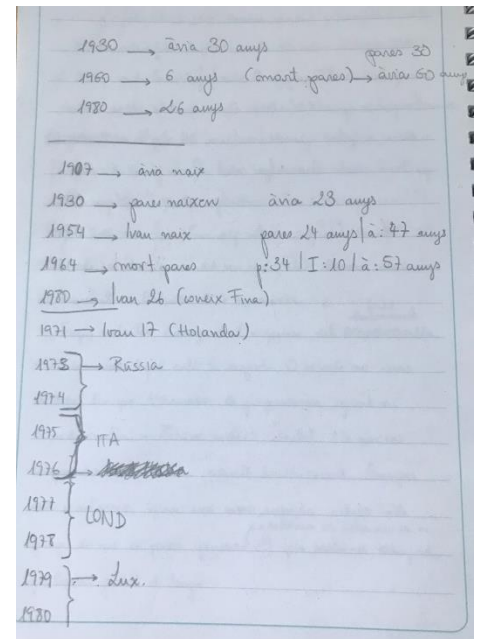 1930 → àvia 30 anys pares 30
1960 → 6 anys (mort pares) → àvia 60 anys
1980 → 26 anys
1907 → àvia naix
1930 → pares naixen àvia 23 anys
1954 → Ivan naix pares 24 anys | à: 47 anys
1964 → mort pares p: 34 | I: 10 | à: 57 anys
1980 → Ivan 26 (coneix Fina)
1971 → Ivan 17 (Holanda)
1973 → Rússia
1974
1975 ITA
1976 →
1977 LOND
1978
1979 → Lux.
1980